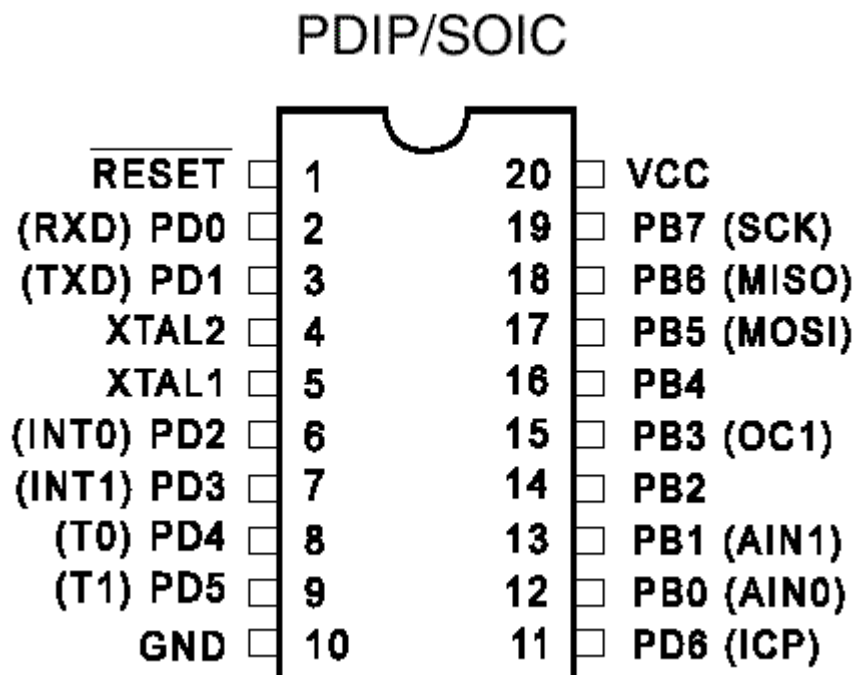 PDIP/SOIC
RESET 1 20 VCC
(RXD) PD0 2 19 PB7 (SCK)
(TXD) PD1 3 18 PB6 (MISO)
XTAL2 4 17 PB5 (MOSI)
XTAL1 5 16 PB4
(INT0) PD2 6 15 PB3 (OC1)
(INT1) PD3 7 14 PB2
(T0) PD4 8 13 PB1 (AIN1)
(T1) PD5 9 12 PB0 (AIN0)
GND 10 11 PD6 (ICP)